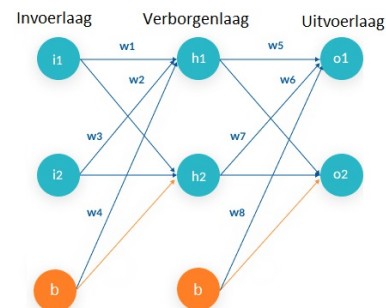 Invoerlaag Verborgenlaag Uitvoerlaag
i1 w1 h1 w5 o1
w2 w6
w3 w7
i2 h2 o2
w4 w8
b b